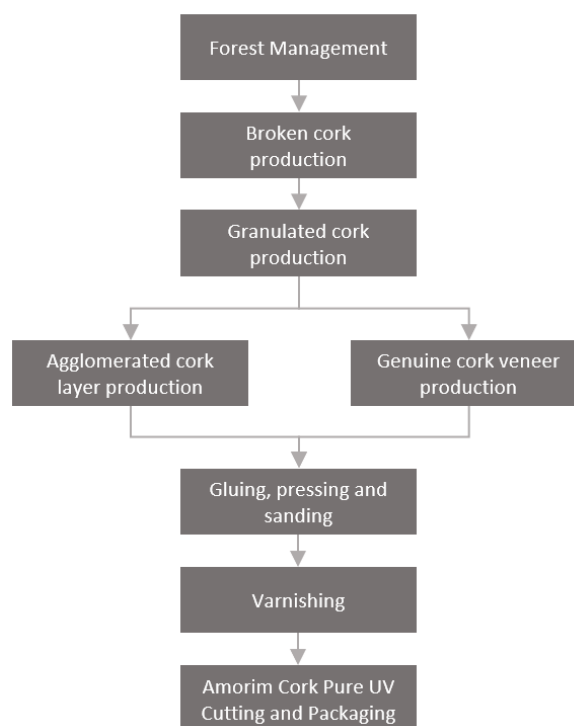 Forest Management
Broken cork
production
Granulated cork
production
Agglomerated cork
layer production
Genuine cork veneer
production
Gluing, pressing and
sanding
Varnishing
Amorim Cork Pure UV
Cutting and Packaging